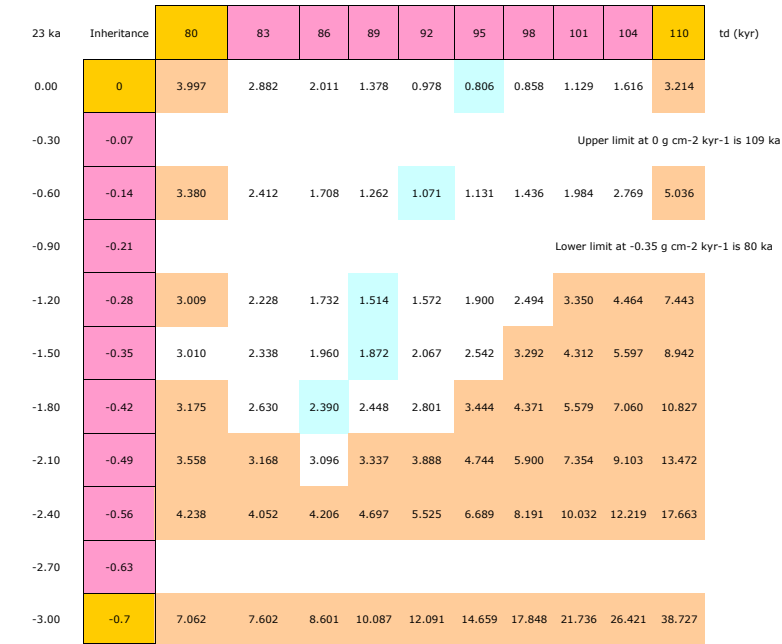 23 ka Inheritance 80 83 86 89 92 95 98 101 104 110 td (kyr)
0.00 0 3.997 2.882 2.011 1.378 0.978 0.806 0.858 1.129 1.616 3.214
-0.30 -0.07 Upper limit at 0 g cm-2 kyr-1 is 109 ka
-0.60 -0.14 3.380 2.412 1.708 1.262 1.071 1.131 1.436 1.984 2.769 5.036
-0.90 -0.21 Lower limit at -0.35 g cm-2 kyr-1 is 80 ka
-1.20 -0.28 3.009 2.228 1.732 1.514 1.572 1.900 2.494 3.350 4.464 7.443
-1.50 -0.35 3.010 2.338 1.960 1.872 2.067 2.542 3.292 4.312 5.597 8.942
-1.80 -0.42 3.175 2.630 2.390 2.448 2.801 3.444 4.371 5.579 7.060 10.827
-2.10 -0.49 3.558 3.168 3.096 3.337 3.888 4.744 5.900 7.354 9.103 13.472
-2.40 -0.56 4.238 4.052 4.206 4.697 5.525 6.689 8.191 10.032 12.219 17.663
-2.70 -0.63
-3.00 -0.7 7.062 7.602 8.601 10.087 12.091 14.659 17.848 21.736 26.421 38.727